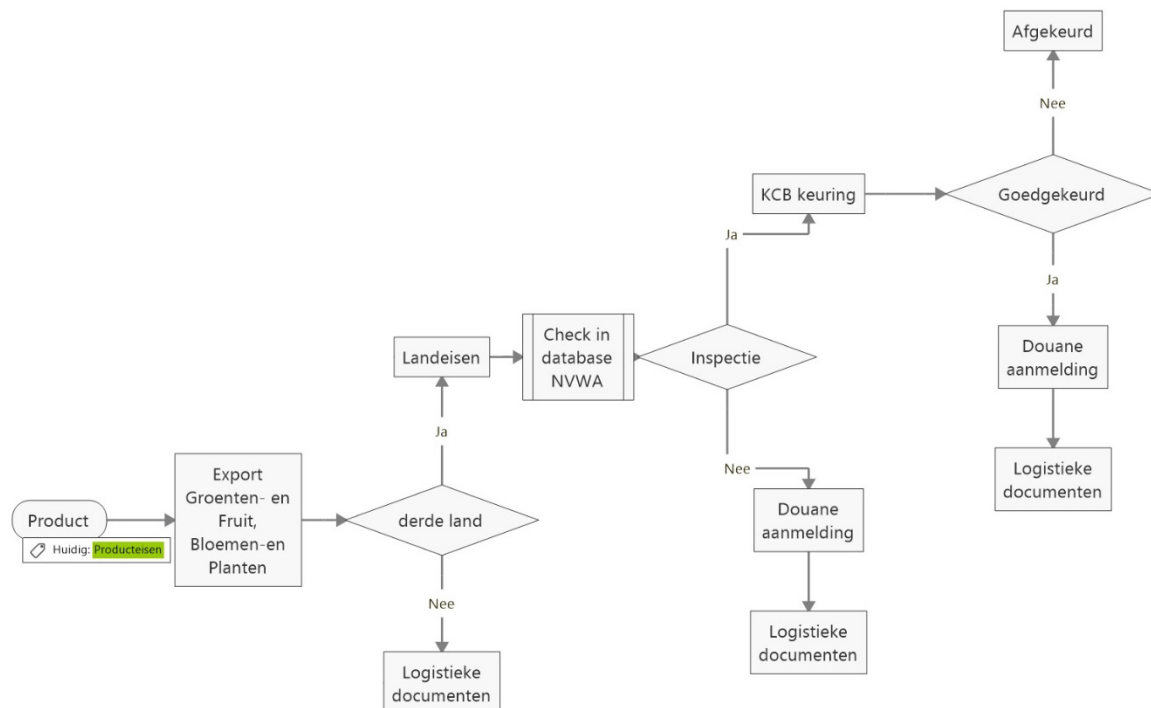 Afgekeurd
Nee
Goedgekeurd
KCB keuring
Ja
Ja
Douane
aanmelding
Logistieke
documenten
Landeisen
Check in
database
NVWA
Inspectie
Nee
Douane
aanmelding
Logistieke
documenten
Ja
Product
Huidig: Producteisen
Export
Groenten- en
Fruit,
Bloemen-en
Planten
derde land
Nee
Logistieke
documenten